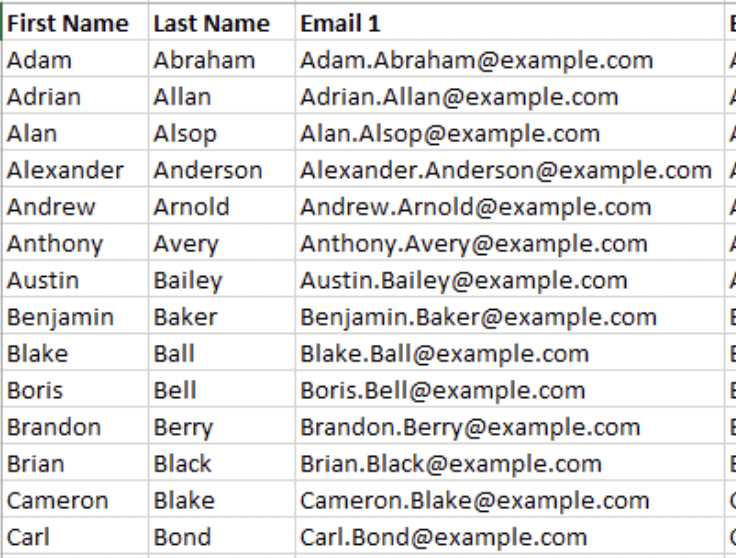 First Name Last Name Email 1
Adam Abraham Adam.Abraham@example.com
Adrian Allan Adrian.Allan@example.com
Alan Alsop Alan.Alsop@example.com
Alexander Anderson Alexander.Anderson@example.com
Andrew Arnold Andrew.Arnold@example.com
Anthony Avery Anthony.Avery@example.com
Austin Bailey Austin.Bailey@example.com
Benjamin Baker Benjamin.Baker@example.com
Blake Ball Blake.Ball@example.com
Boris Bell Boris.Bell@example.com
Brandon Berry Brandon.Berry@example.com
Brian Black Brian.Black@example.com
Cameron Blake Cameron.Blake@example.com
Carl Bond Carl.Bond@example.com